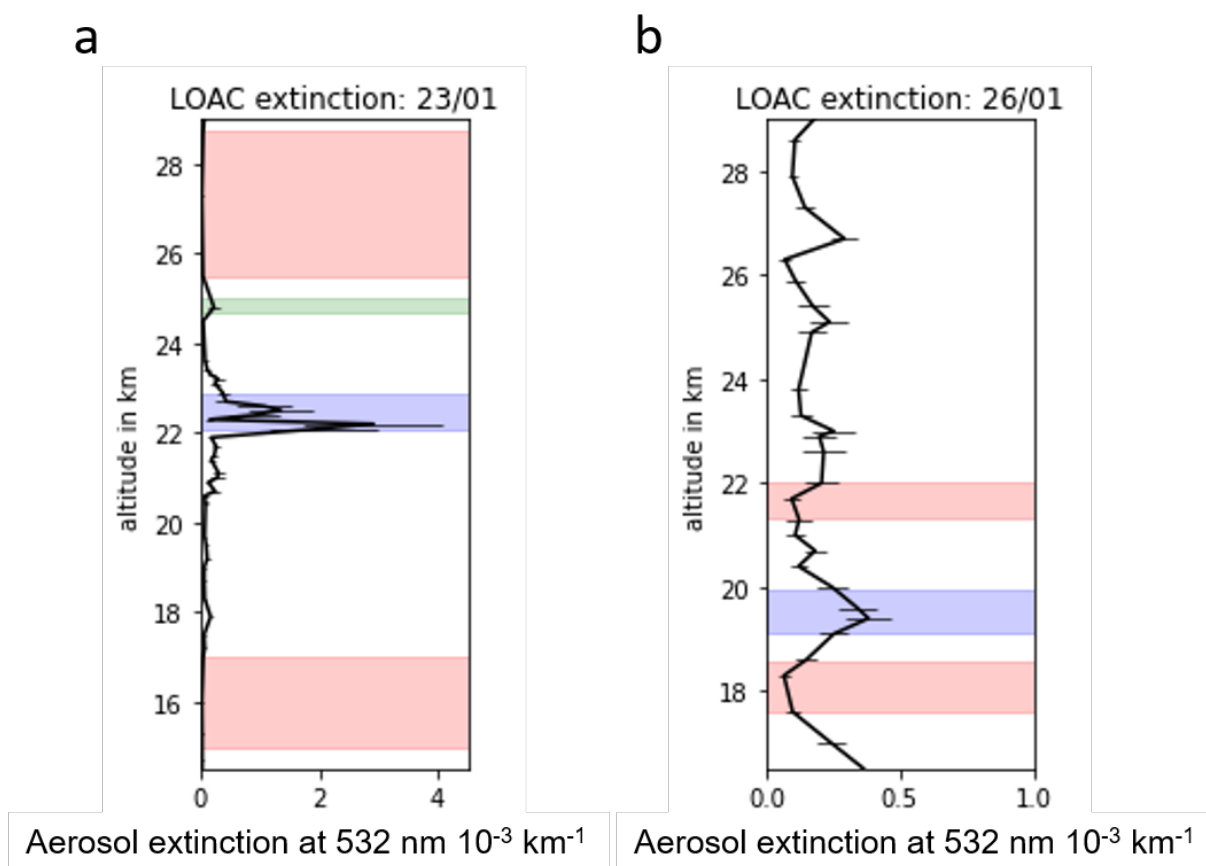 a
LOAC extinction: 23/01
28
26
24
22
20
18
16
altitude in km
0 2 4
Aerosol extinction at 532 nm 10-3 km-1
b
LOAC extinction: 26/01
28
26
24
22
20
18
altitude in km
0.0 0.5 1.0
Aerosol extinction at 532 nm 10-3 km-1